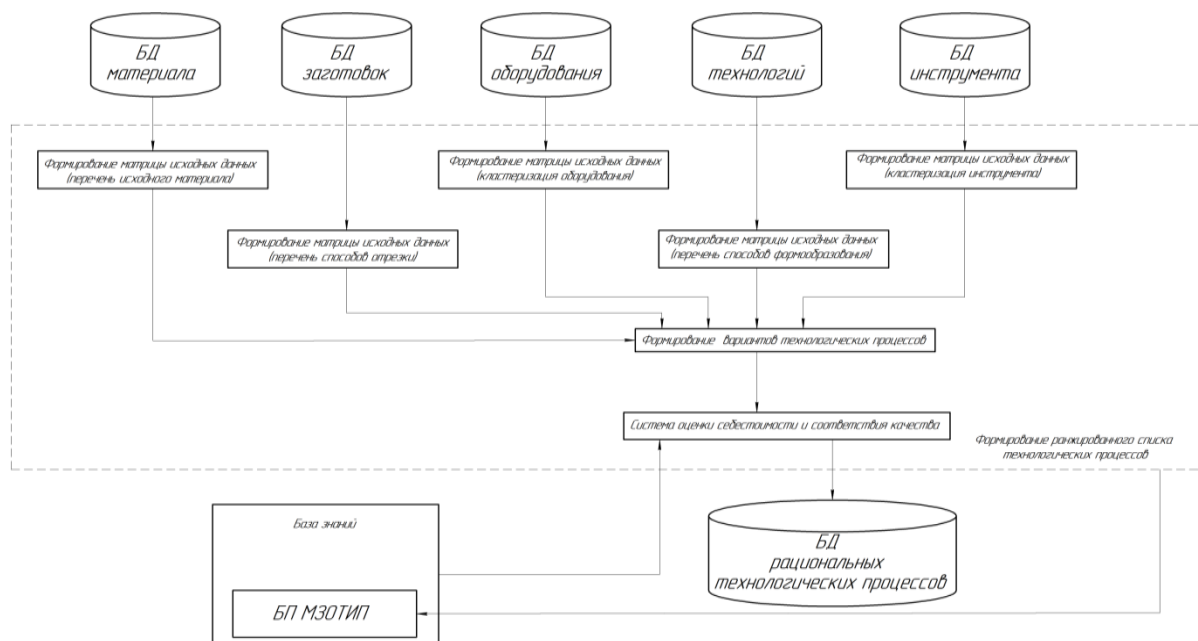 БД
материала
БД
заготовок
БД
оборудования
БД
технологий
БД
инструмента
Формирование матрицы исходных данных
(перечень исходного материала)
Формирование матрицы исходных данных
(кластеризация оборудования)
Формирование матрицы исходных данных
(кластеризация инструмента)
Формирование матрицы исходных данных
(перечень способов отрезки)
Формирование матрицы исходных данных
(перечень способов формообразования)
Формирование вариантов технологических процессов
Система оценки себестоимости и соответствия качества
Формирование ранжированного списка
технологических процессов
База знаний
БП МЗОТИП
БД
рациональных
технологических процессов